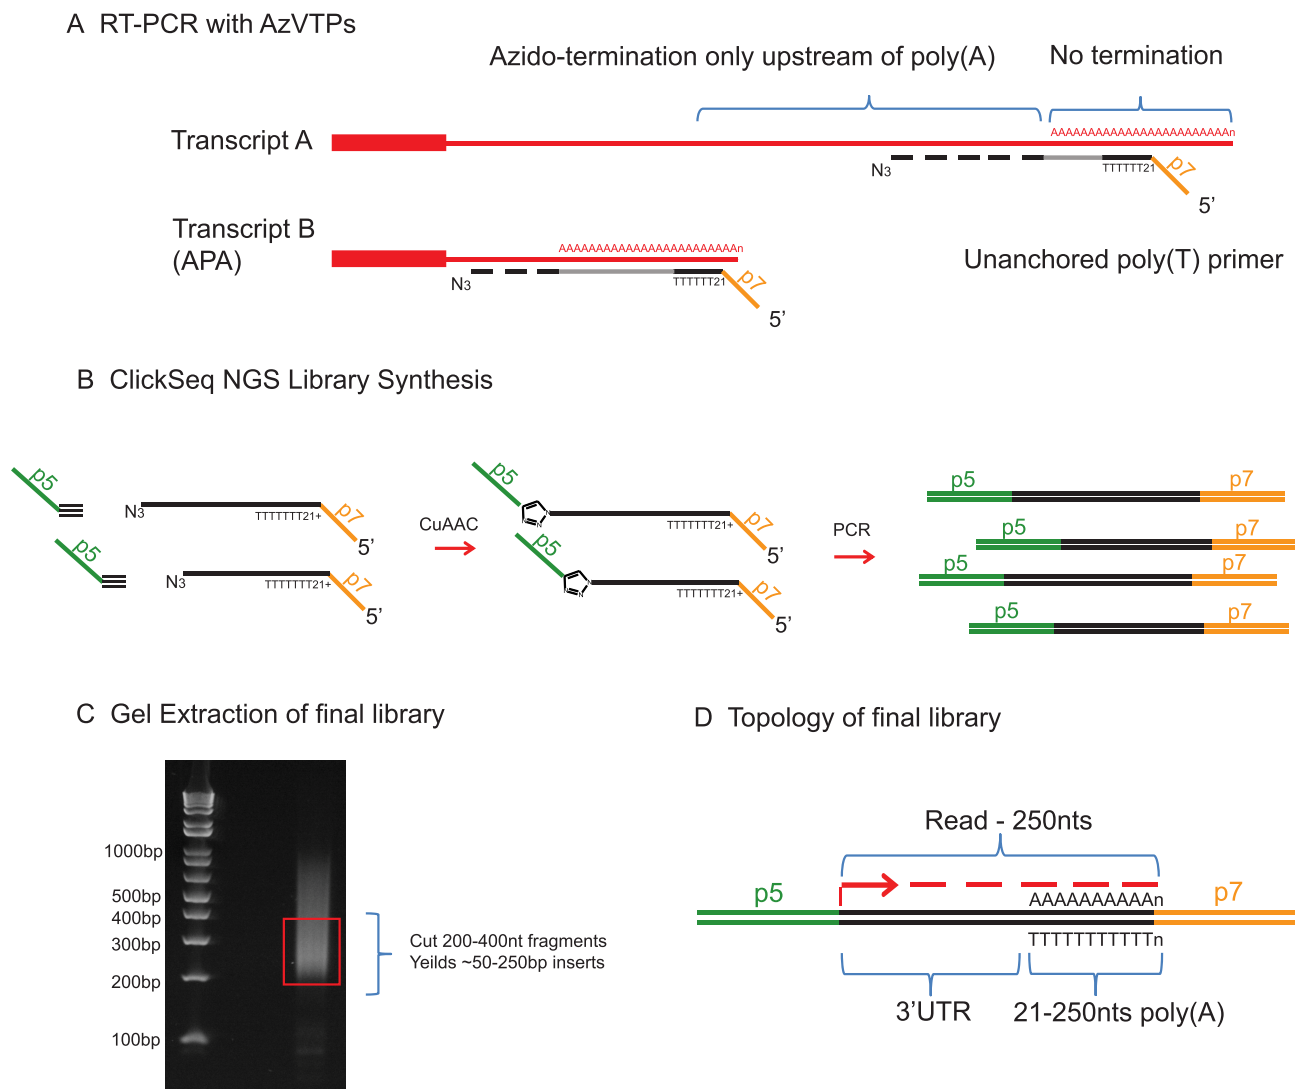 A RT-PCR with AzVTPs
Azido-termination only upstream of poly(A)
No termination
Transcript A
AAAAAAAAAAAAAAAAAAAAAAAAAn
N3
TTTTTT21
p7
5’
Transcript B
(APA)
AAAAAAAAAAAAAAAAAAAAAAAAAn
N3
TTTTTT21
p7
5’
Unanchored poly(T) primer
B ClickSeq NGS Library Synthesis
p5
N3
TTTTTTT21+
p7
5’
p5
N3
TTTTTTT21+
p7
5’
CuAAC
p5
N
N
N
TTTTTTT21+
p7
5’
p5
N
N
N
TTTTTTT21+
p7
5’
PCR
p5
p7
p5
p7
p5
p7
p5
p7
C Gel Extraction of final library
1000bp
500bp
400bp
300bp
200bp
100bp
Cut 200-400nt fragments
Yeilds ~50-250bp inserts
D Topology of final library
Read - 250nts
p5
AAAAAAAAAAn
p7
TTTTTTTTTTTn
3’UTR
21-250nts poly(A)